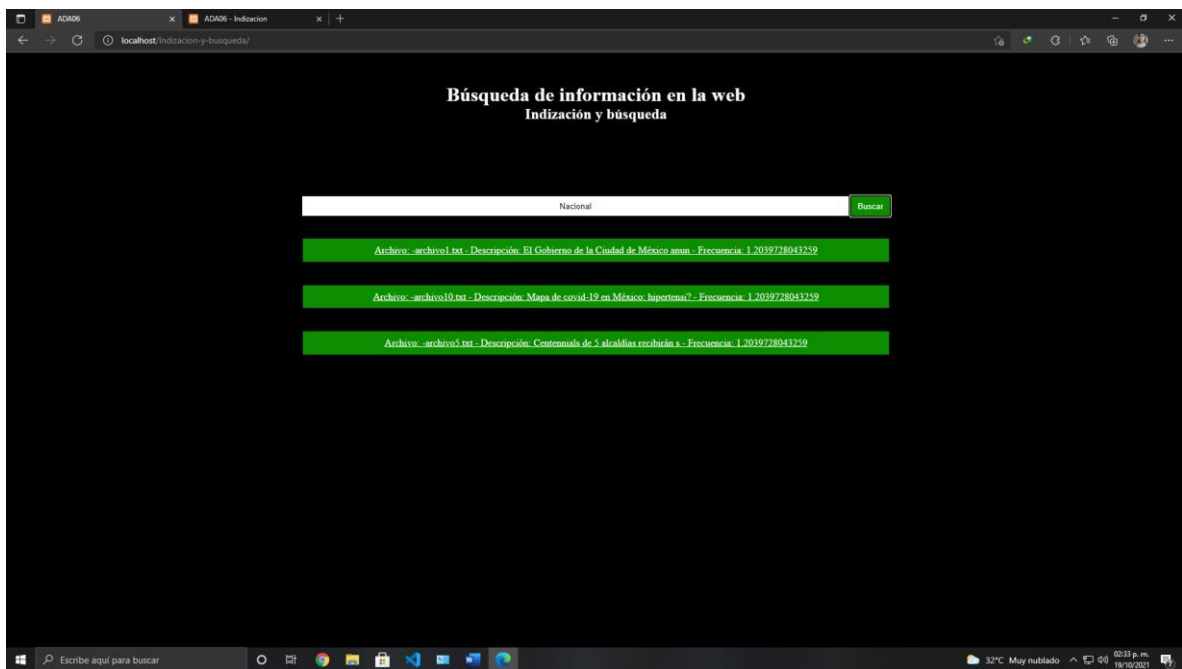 ADA06
ADA06 - Indizacion
localhost/Indizacion-y-busqueda/
Búsqueda de información en la web
Indización y búsqueda
Nacional
Buscar
Archivo: -archivo1.txt - Descripción: El Gobierno de la Ciudad de México anun - Frecuencia: 1.2039728043259
Archivo: -archivo10.txt - Descripción: Mapa de covid-19 en México: hipertensi? - Frecuencia: 1.2039728043259
Archivo: -archivo5.txt - Descripción: Centennials de 5 alcaldías recibirán s - Frecuencia: 1.2039728043259
Escribe aquí para buscar
32°C Muy nublado
02:33 p. m.
19/10/2021